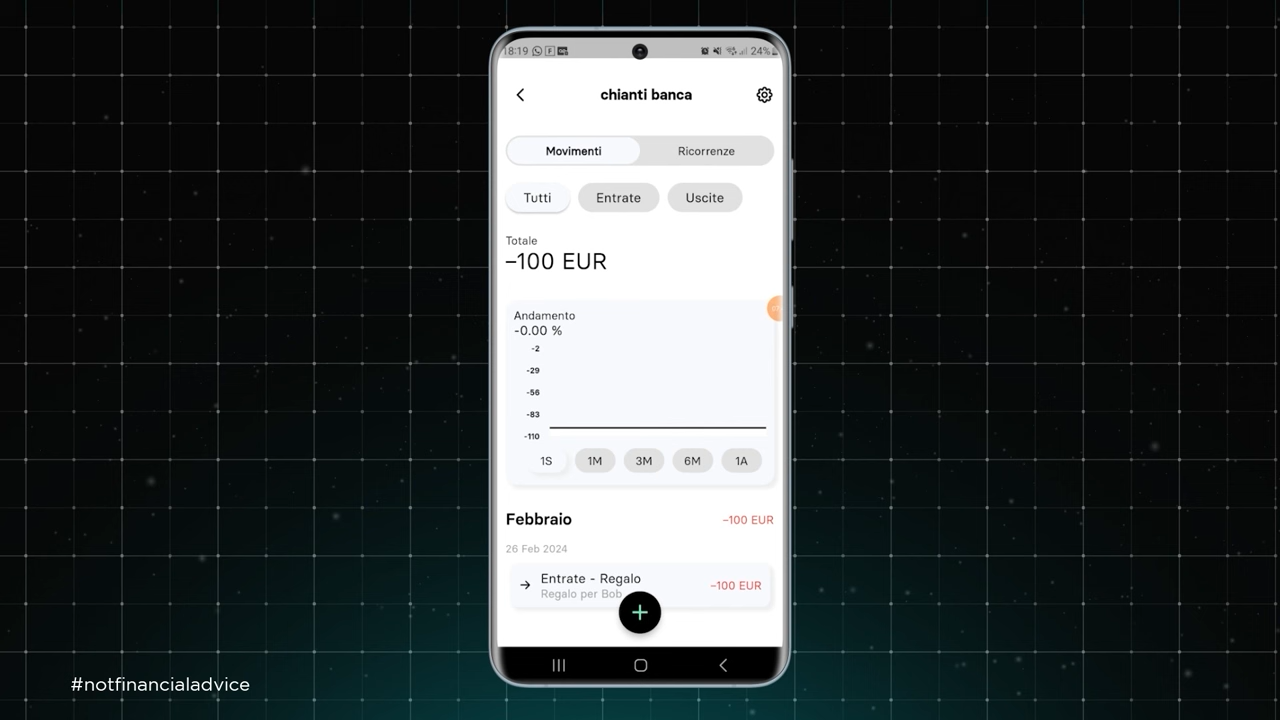 18:19
24%
chianti banca
Movimenti
Ricorrenze
Tutti
Entrate
Uscite
Totale
–100 EUR
Andamento
-0.00 %
-2
-29
-56
-83
-110
1S
1M
3M
6M
1A
Febbraio
–100 EUR
26 Feb 2024
Entrate - Regalo
–100 EUR
Regalo per Bob
#notfinancialadvice